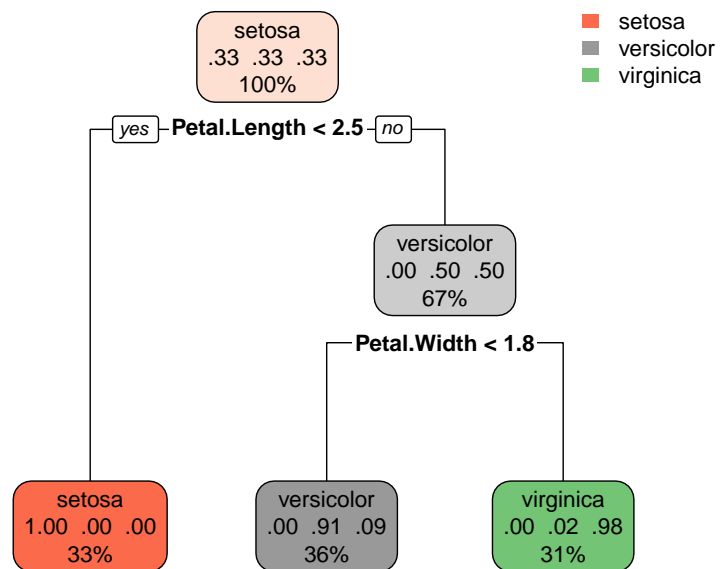 setosa
.33 .33 .33
100%
setosa
versicolor
virginica
yes Petal.Length < 2.5 no
versicolor
.00 .50 .50
67%
Petal.Width < 1.8
setosa
1.00 .00 .00
33%
versicolor
.00 .91 .09
36%
virginica
.00 .02 .98
31%